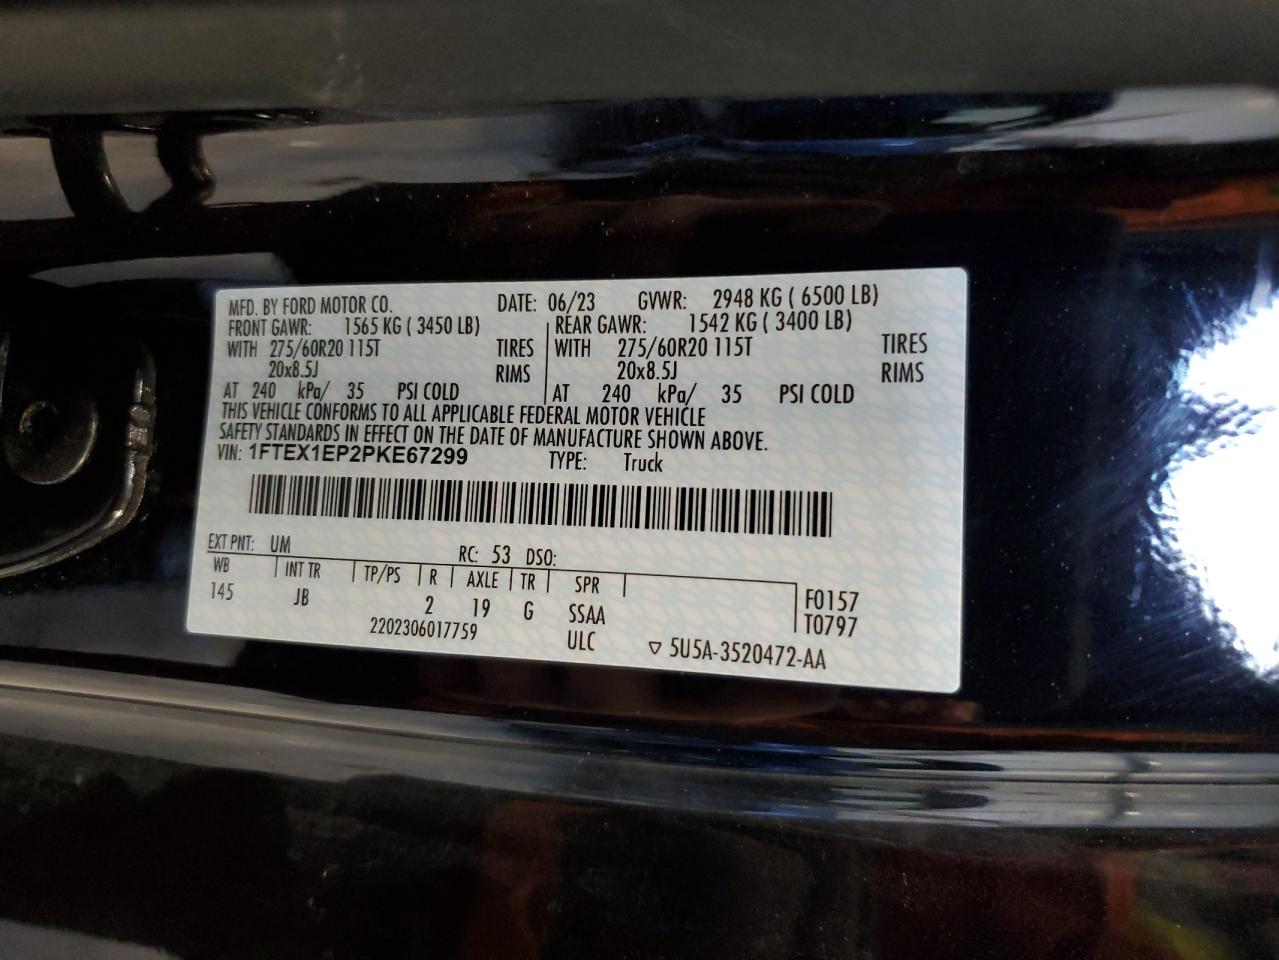 MFD. BY FORD MOTOR CO. DATE: 06/23 GVWR: 2948 KG ( 6500 LB)
FRONT GAWR: 1565 KG ( 3450 LB) REAR GAWR: 1542 KG ( 3400 LB)
WITH 275/60R20 115T TIRES WITH 275/60R20 115T TIRES
20x8.5J RIMS 20x8.5J RIMS
AT 240 kPa/ 35 PSI COLD AT 240 kPa/ 35 PSI COLD
THIS VEHICLE CONFORMS TO ALL APPLICABLE FEDERAL MOTOR VEHICLE
SAFETY STANDARDS IN EFFECT ON THE DATE OF MANUFACTURE SHOWN ABOVE.
VIN: 1FTEX1EP2PKE67299 TYPE: Truck
EXT PNT: UM RC: 53 DSO:
WB INT TR TP/PS R AXLE TR SPR
145 JB 2 19 G SSAA F0157
T0797
2202306017759 ULC ▽ 5U5A-3520472-AA